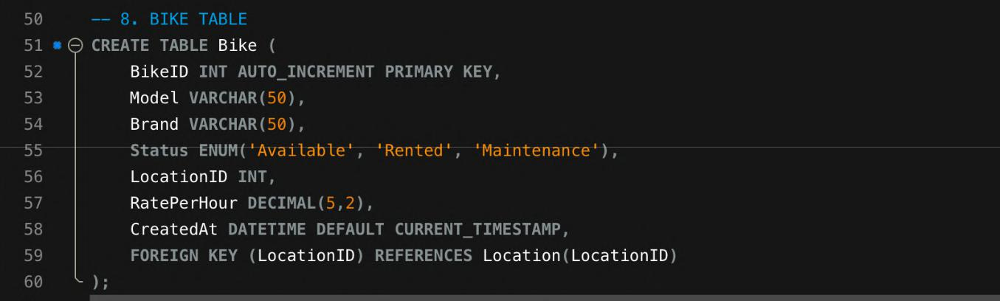 50 -- 8. BIKE TABLE
51 CREATE TABLE Bike (
52 BikeID INT AUTO_INCREMENT PRIMARY KEY,
53 Model VARCHAR(50),
54 Brand VARCHAR(50),
55 Status ENUM('Available', 'Rented', 'Maintenance'),
56 LocationID INT,
57 RatePerHour DECIMAL(5,2),
58 CreatedAt DATETIME DEFAULT CURRENT_TIMESTAMP,
59 FOREIGN KEY (LocationID) REFERENCES Location(LocationID)
60 );